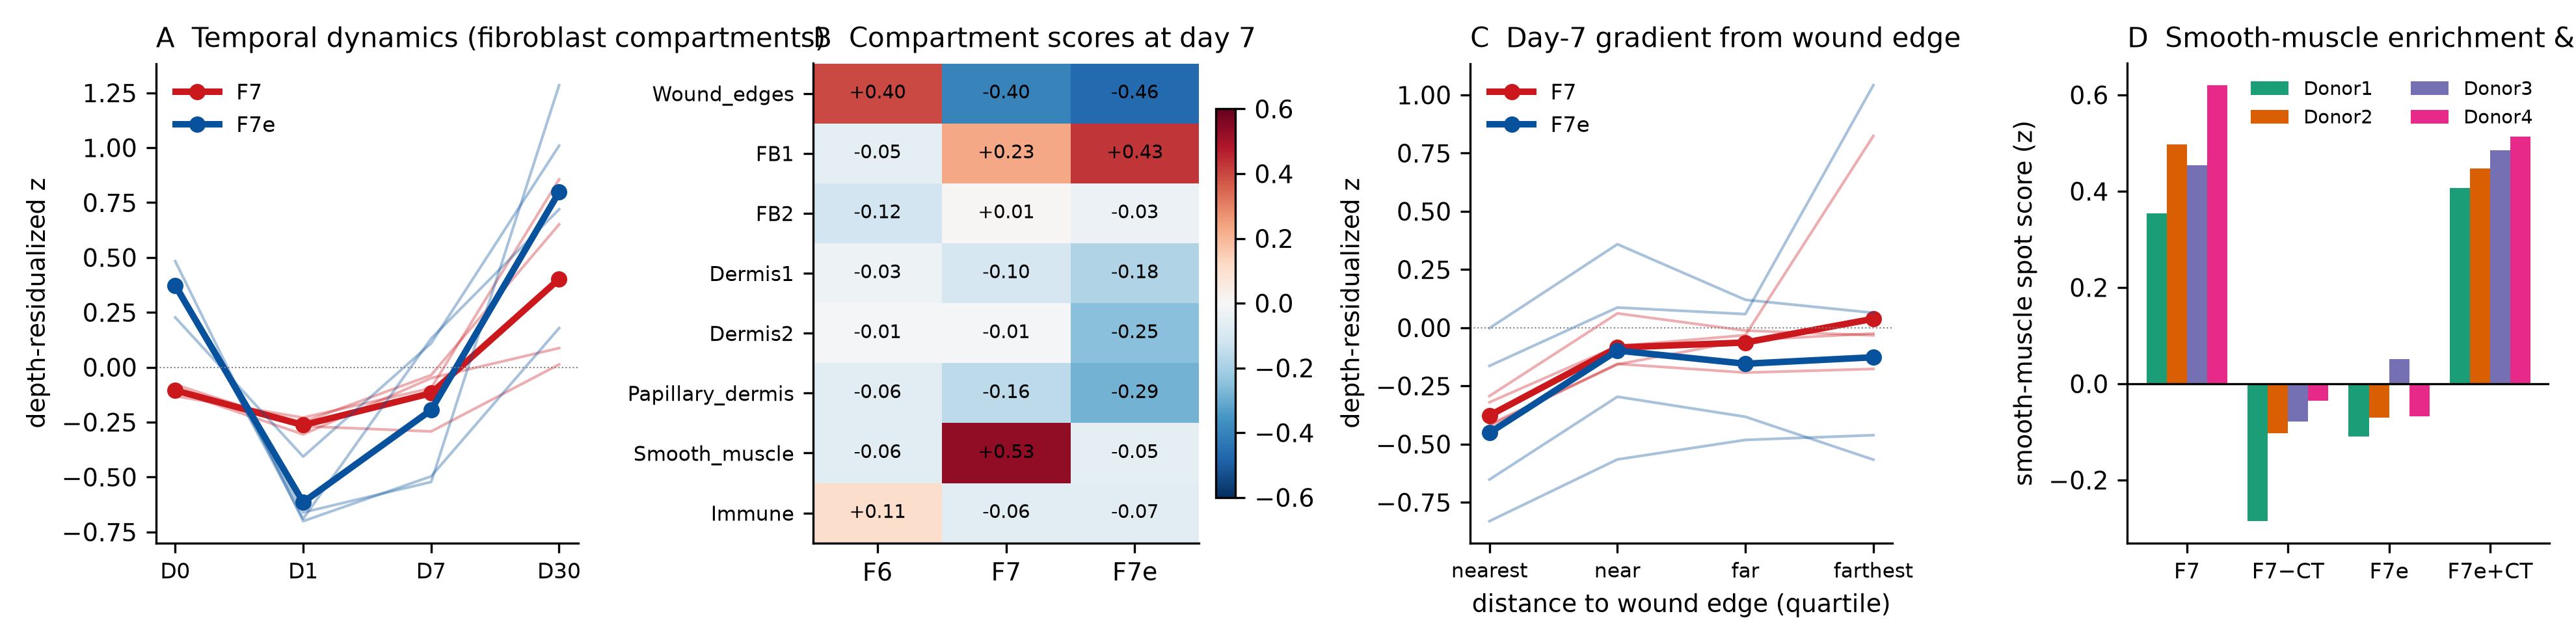 A Temporal dynamics (fibroblast compartments)
depth-residualized z
1.25
1.00
0.75
0.50
0.25
0.00
−0.25
−0.50
−0.75
F7
F7e
D0
D1
D7
D30
B Compartment scores at day 7
Wound_edges +0.40 -0.40 -0.46
FB1 -0.05 +0.23 +0.43
FB2 -0.12 +0.01 -0.03
Dermis1 -0.03 -0.10 -0.18
Dermis2 -0.01 -0.01 -0.25
Papillary_dermis -0.06 -0.16 -0.29
Smooth_muscle -0.06 +0.53 -0.05
Immune +0.11 -0.06 -0.07
F6 F7 F7e
0.6
0.4
0.2
0.0
−0.2
−0.4
−0.6
C Day-7 gradient from wound edge
depth-residualized z
1.00
0.75
0.50
0.25
0.00
−0.25
−0.50
−0.75
F7
F7e
nearest near far farthest
distance to wound edge (quartile)
D Smooth-muscle enrichment &
smooth-muscle spot score (z)
0.6
0.4
0.2
0.0
−0.2
Donor1
Donor2
Donor3
Donor4
F7 F7−CT F7e F7e+CT